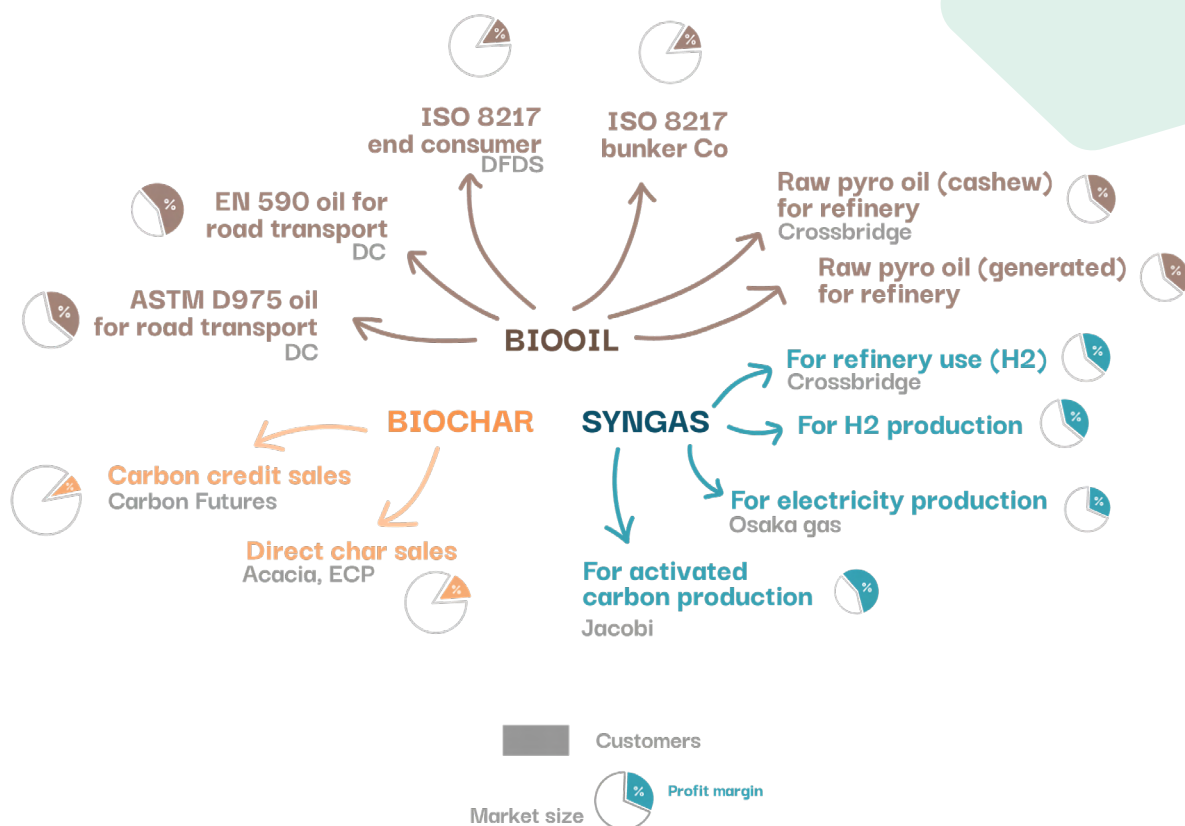 %
%
ISO 8217
end consumer
DFDS
ISO 8217
bunker Co
%
EN 590 oil for
road transport
DC
Raw pyro oil (cashew)
for refinery
Crossbridge
%
Raw pyro oil (generated)
for refinery
%
%
ASTM D975 oil
for road transport
DC
BIOOIL
For refinery use (H2)
Crossbridge
%
BIOCHAR
SYNGAS
For H2 production
%
Carbon credit sales
Carbon Futures
%
For electricity production
Osaka gas
%
Direct char sales
Acacia, ECP
%
For activated
carbon production
Jacobi
%
Customers
Market size
%
Profit margin